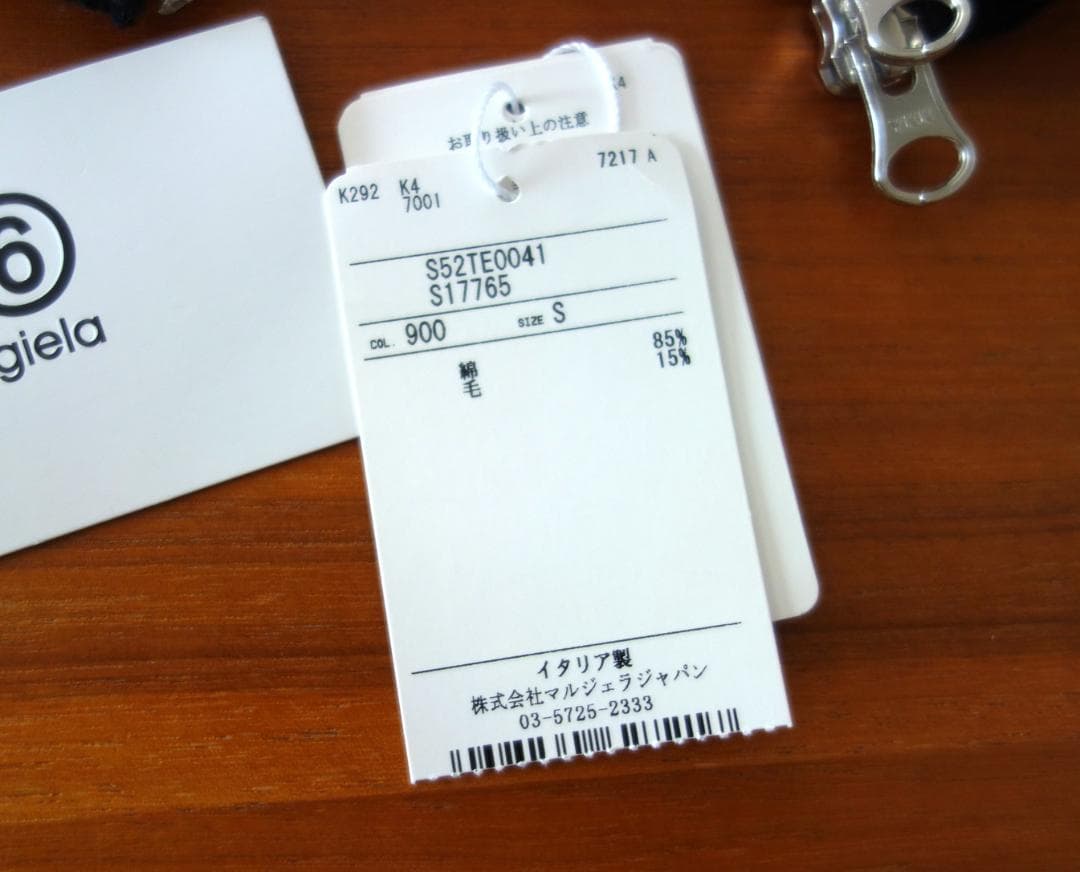 6
giela
K4
お取り扱い上の注意
K292 K4 7217 A
7001
S52TE0041
S17765
COL. 900 SIZE S
綿 85%
毛 15%
イタリア製
株式会社マルジェラジャパン
03-5725-2333